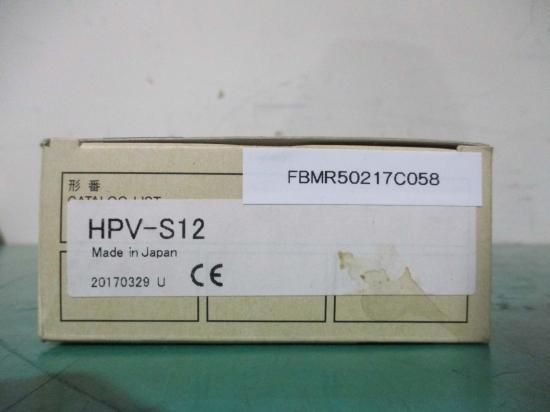 形番
FBMR50217C058
HPV-S12
Made in Japan
20170329 U
CE